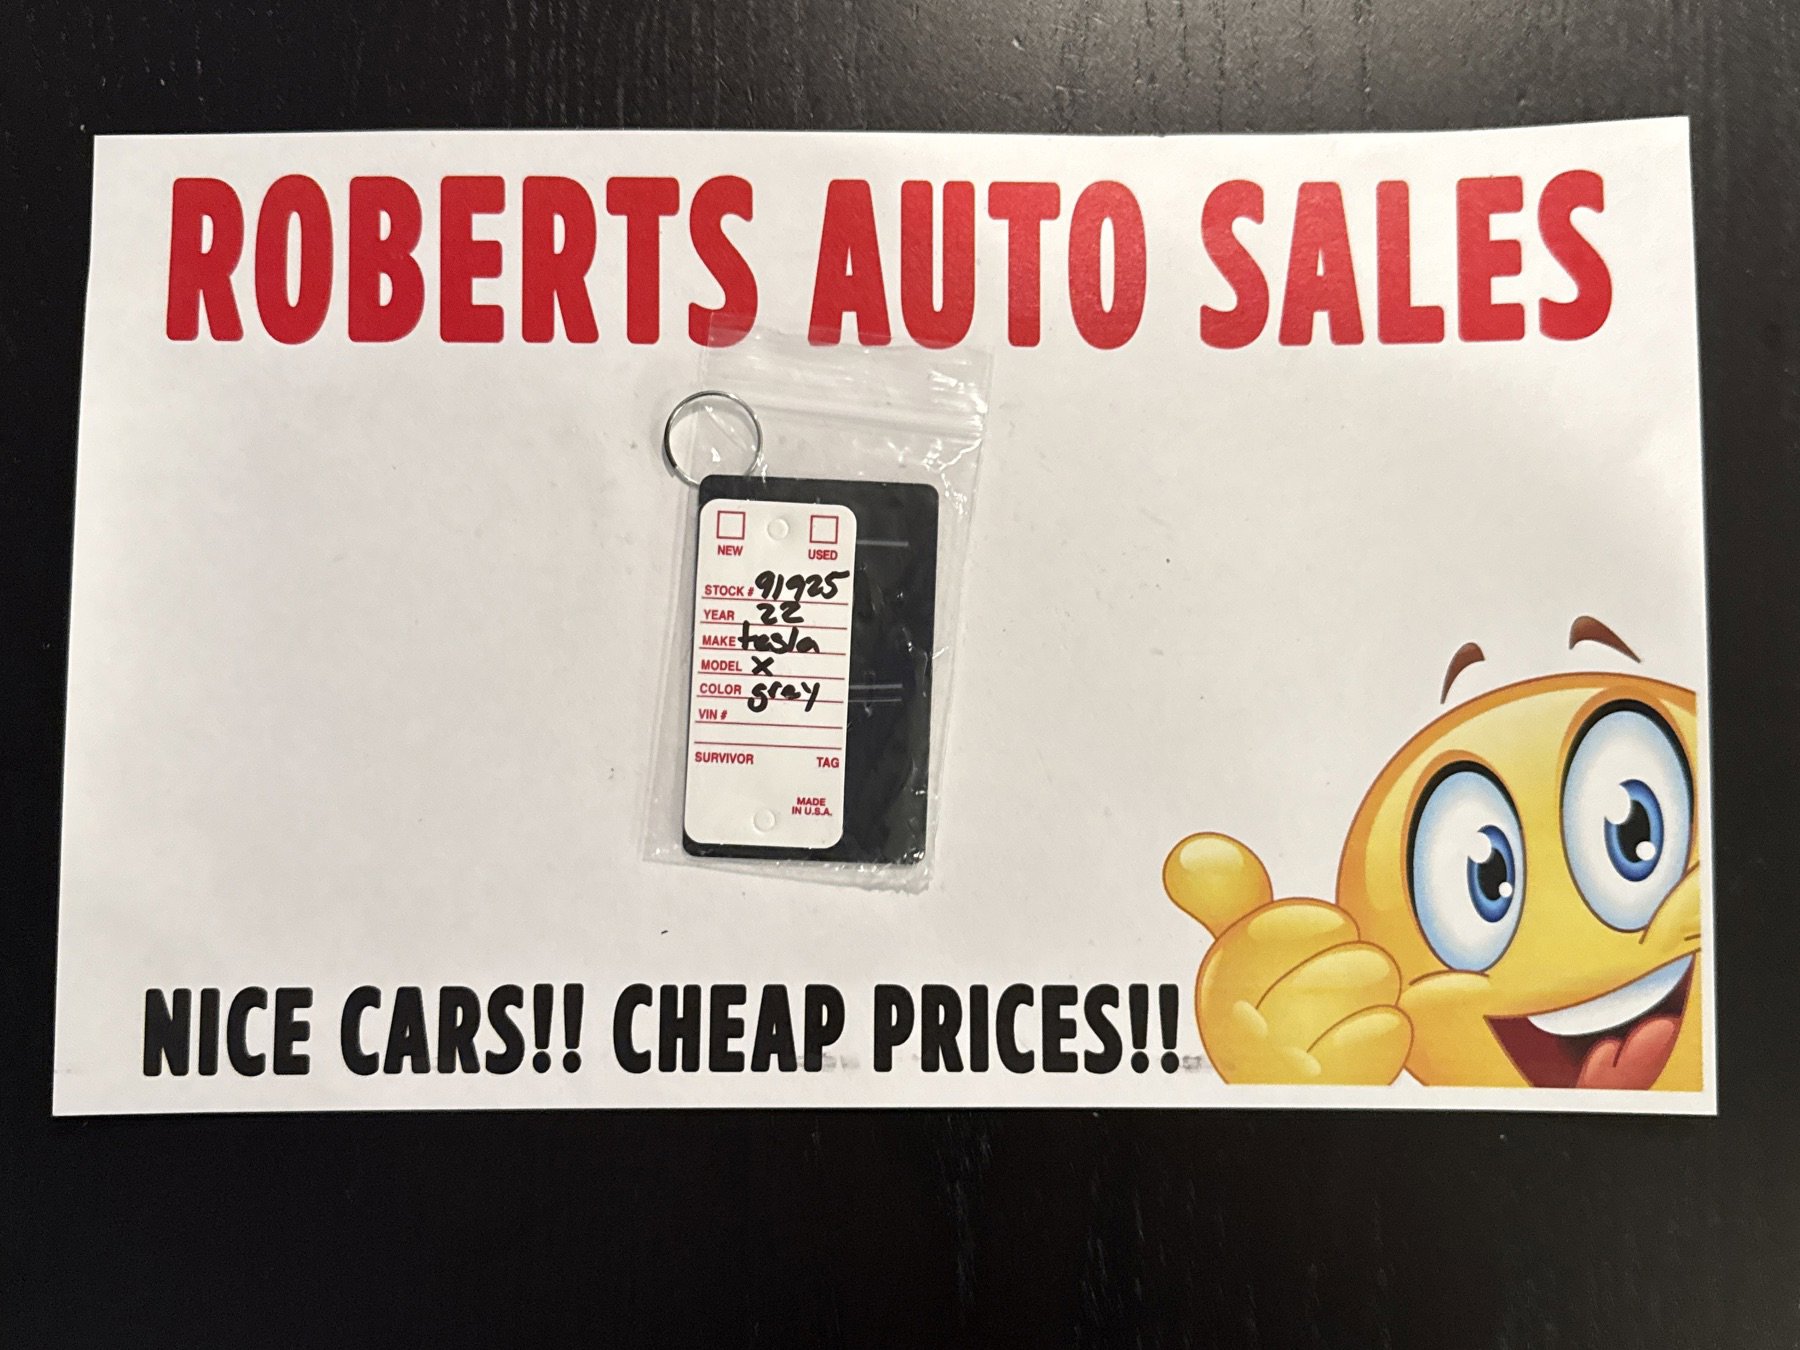 ROBERTS AUTO SALES
NEW USED
STOCK # 91925
YEAR 22
MAKE tesla
MODEL X
COLOR gray
VIN #
SURVIVOR TAG
MADE
IN U.S.A.
NICE CARS!! CHEAP PRICES!!